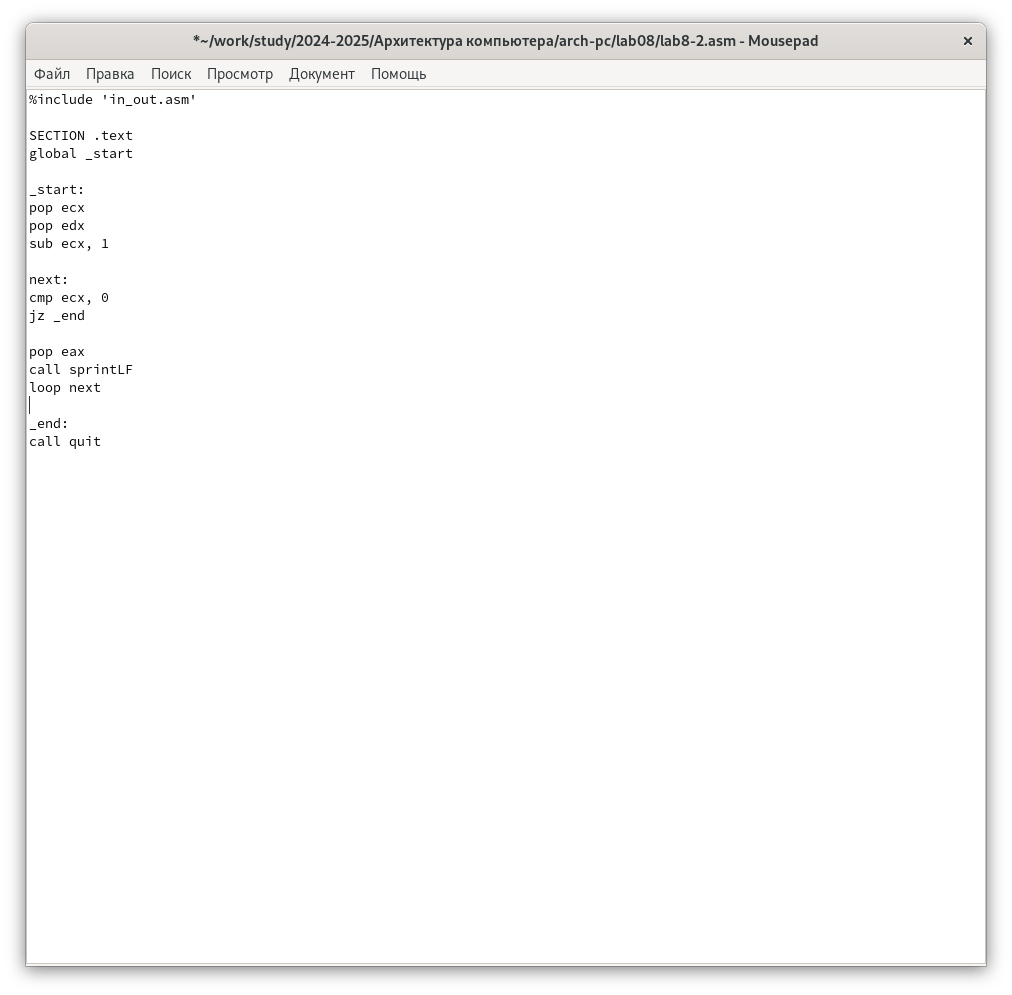 *~/work/study/2024-2025/Архитектура компьютера/arch-pc/lab08/lab8-2.asm - Mousepad
Файл Правка Поиск Просмотр Документ Помощь
%include 'in_out.asm'
SECTION .text
global _start
_start:
pop ecx
pop edx
sub ecx, 1
next:
cmp ecx, 0
jz _end
pop eax
call sprintLF
loop next
_end:
call quit